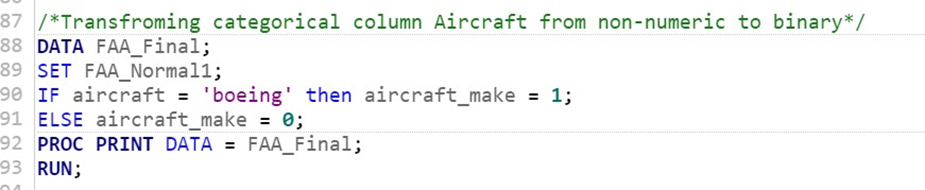 87 /*Transfroming categorical column Aircraft from non-numeric to binary*/
88 DATA FAA_Final;
89 SET FAA_Normal1;
90 IF aircraft = 'boeing' then aircraft_make = 1;
91 ELSE aircraft_make = 0;
92 PROC PRINT DATA = FAA_Final;
93 RUN;